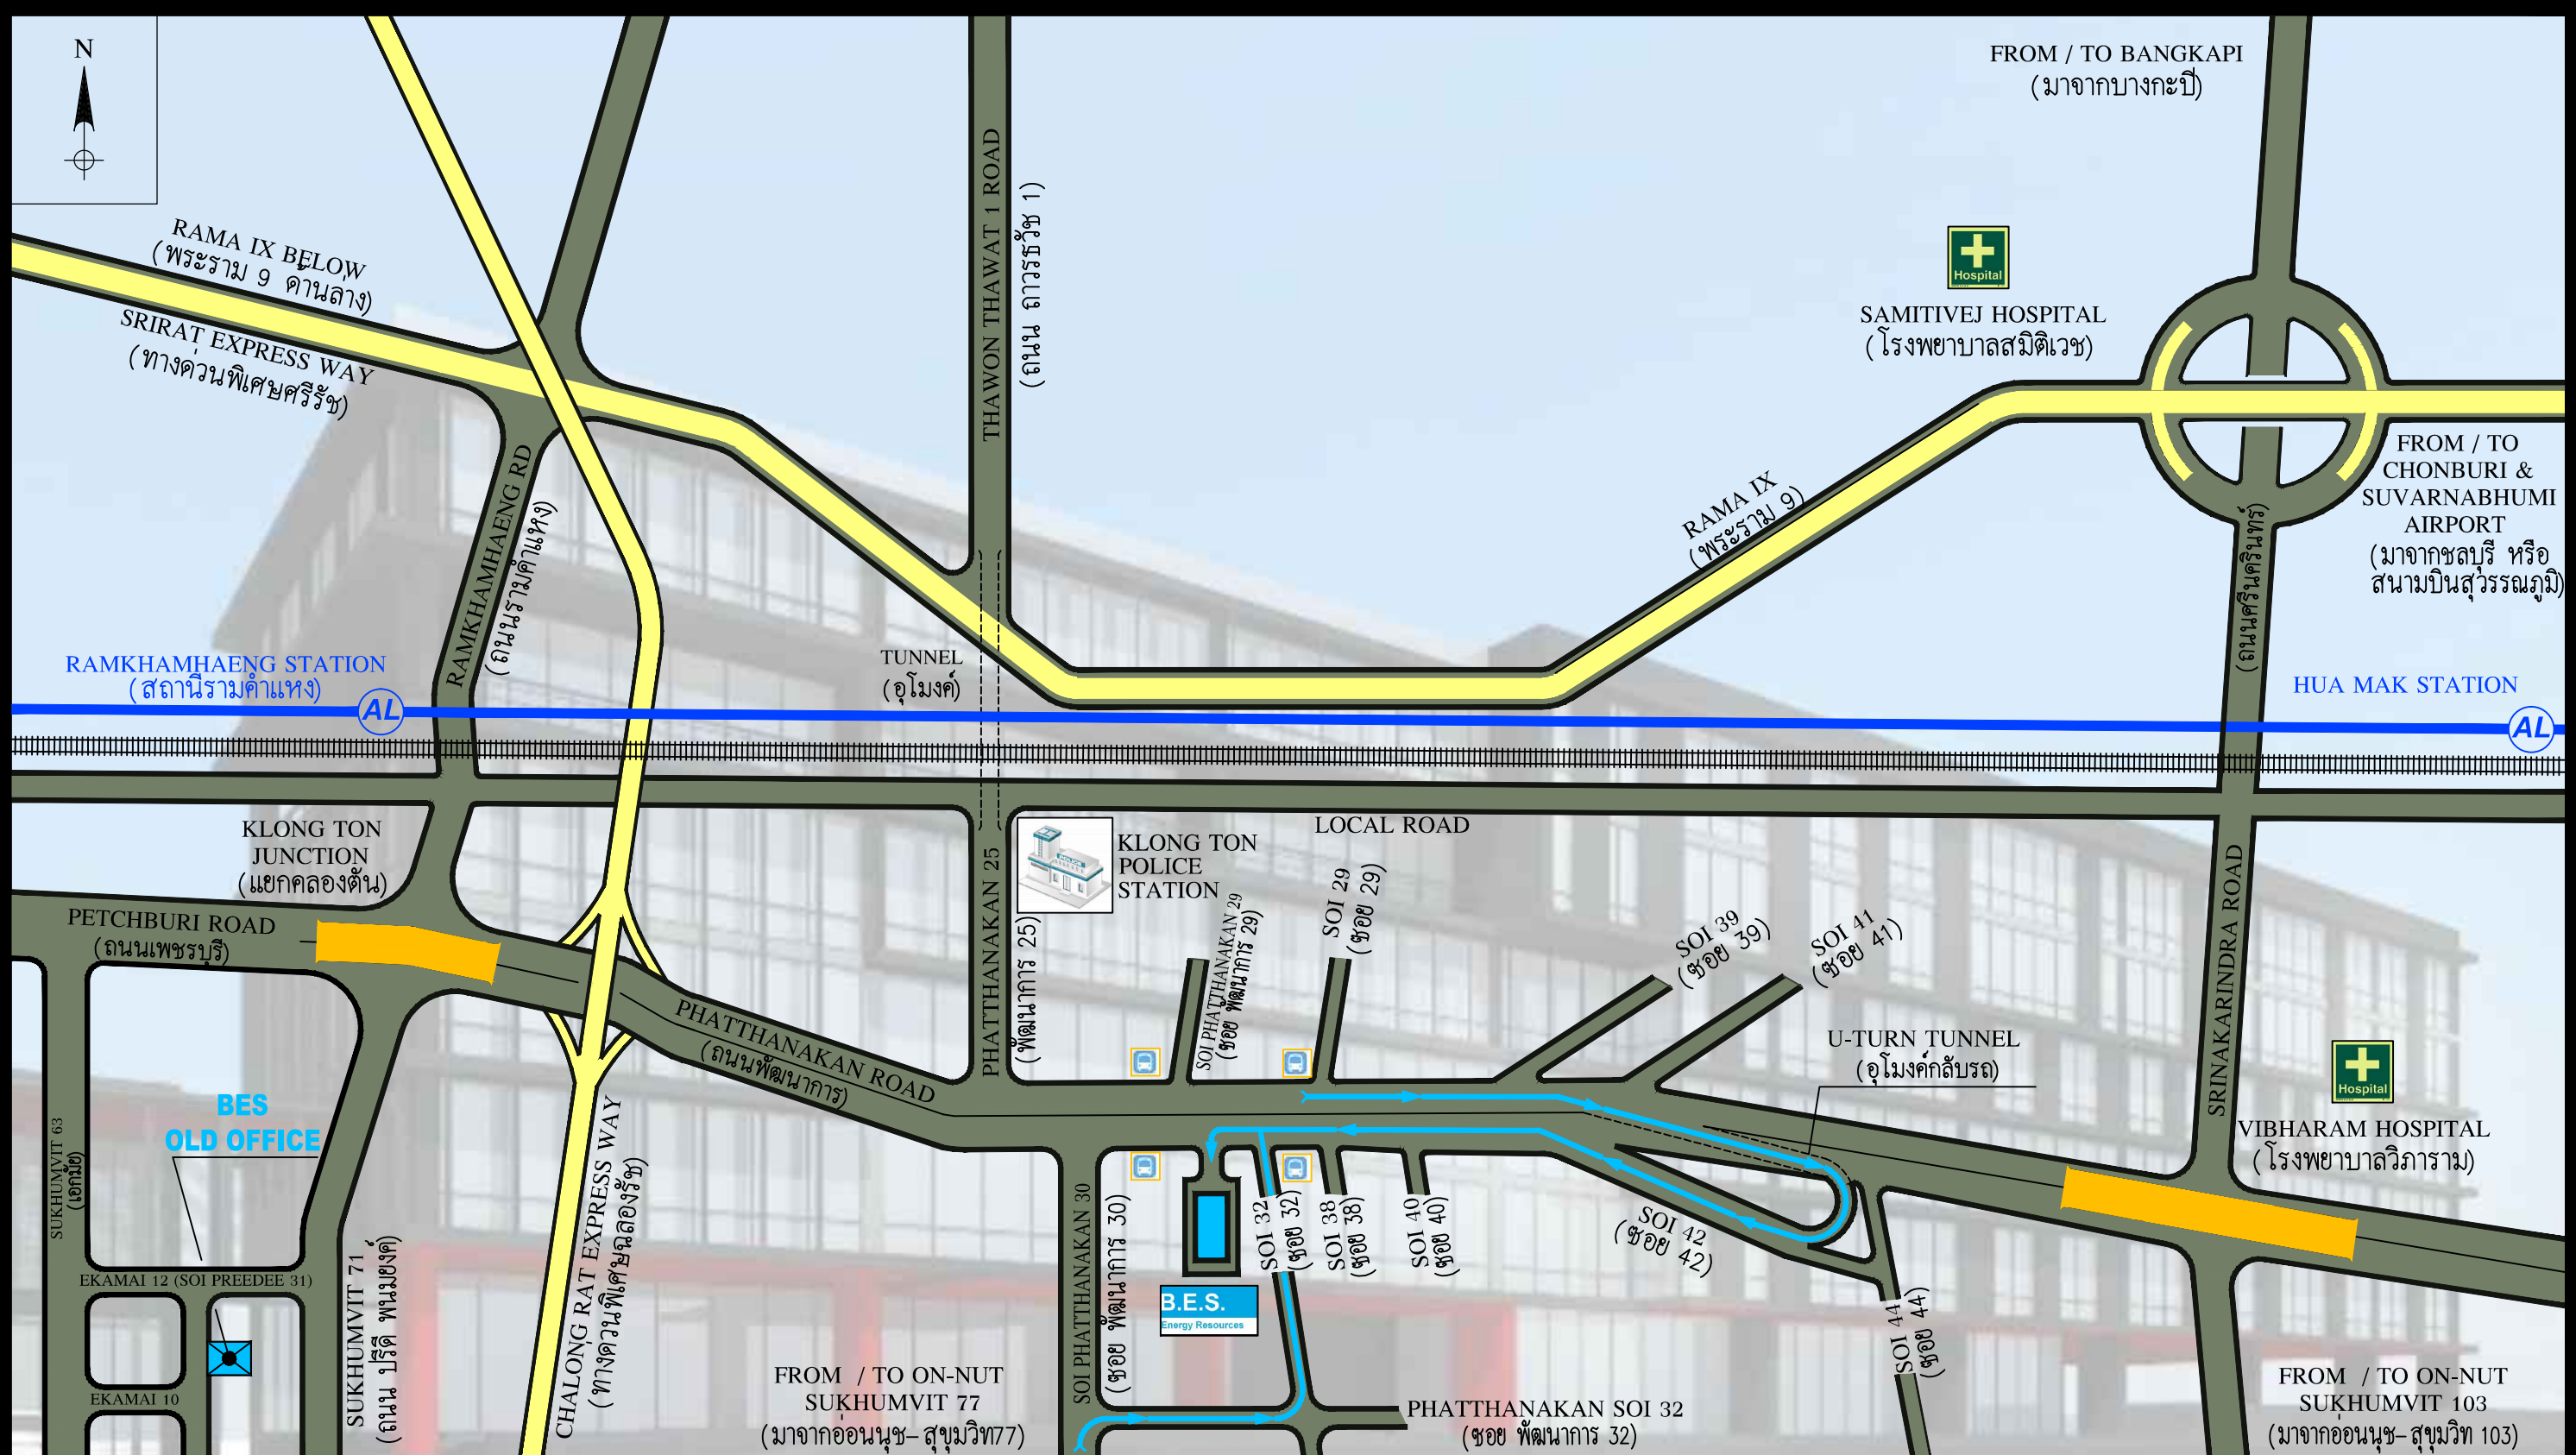 N
FROM / TO BANGKAPI
(มาจากบางกะปิ)
RAMA IX BELOW
(พระราม 9 ด้านล่าง)
SRIRAT EXPRESS WAY
(ทางด่วนพิเศษศรีรัช)
THAWON THAWAT 1 ROAD
(ถนน ถาวรธวัช 1)
Hospital
SAMITIVEJ HOSPITAL
(โรงพยาบาลสมิติเวช)
FROM / TO
CHONBURI &
SUVARNABHUMI
AIRPORT
(มาจากชลบุรี หรือ
สนามบินสุวรรณภูมิ)
RAMKHAMHAENG RD
(ถนนรามคำแหง)
RAMA IX
(พระราม 9)
(ถนนศรีนครินทร์)
RAMKHAMHAENG STATION
(สถานีรามคำแหง)
AL
TUNNEL
(อุโมงค์)
HUA MAK STATION
AL
KLONG TON
JUNCTION
(แยกคลองตัน)
POLICE
KLONG TON
POLICE
STATION
LOCAL ROAD
PETCHBURI ROAD
(ถนนเพชรบุรี)
PHATTHANAKAN 25
(พัฒนาการ 25)
SOI PHATTHANAKAN 29
(ซอย พัฒนาการ 29)
SOI 29
(ซอย 29)
SOI 39
(ซอย 39)
SOI 41
(ซอย 41)
SRINAKARINDRA ROAD
PHATTHANAKAN ROAD
(ถนนพัฒนาการ)
U-TURN TUNNEL
(อุโมงค์กลับรถ)
Hospital
VIBHARAM HOSPITAL
(โรงพยาบาลวิภาราม)
BES
OLD OFFICE
SUKHUMVIT 63
(เอกมัย)
EKAMAI 12 (SOI PREEDEE 31)
EKAMAI 10
SUKHUMVIT 71
(ถนน ปรีดี พนมยงค์)
CHALONG RAT EXPRESS WAY
(ทางด่วนพิเศษฉลองรัช)
SOI PHATTHANAKAN 30
(ซอย พัฒนาการ 30)
B.E.S.
Energy Resources
SOI 32
(ซอย 32)
SOI 38
(ซอย 38)
SOI 40
(ซอย 40)
SOI 42
(ซอย 42)
SOI 44
(ซอย 44)
FROM / TO ON-NUT
SUKHUMVIT 77
(มาจากอ่อนนุช-สุขุมวิท77)
PHATTHANAKAN SOI 32
(ซอย พัฒนาการ 32)
FROM / TO ON-NUT
SUKHUMVIT 103
(มาจากอ่อนนุช-สุขุมวิท 103)